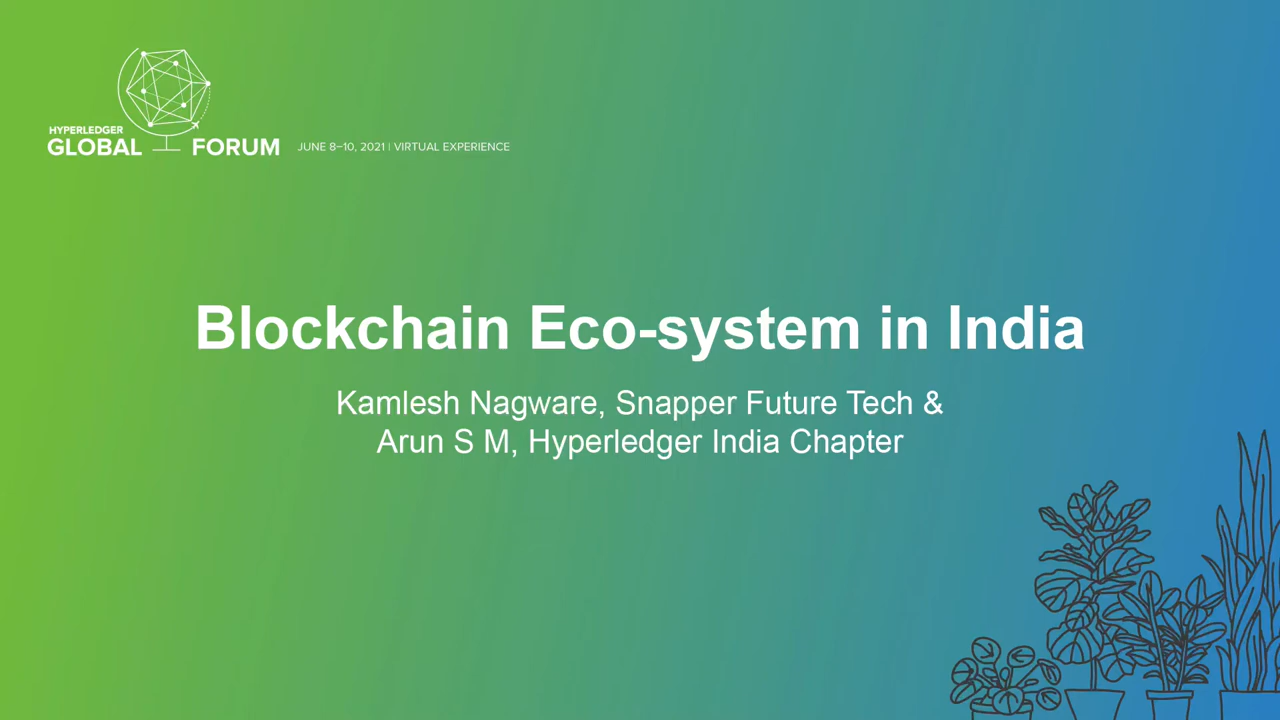 HYPERLEDGER
GLOBAL FORUM JUNE 8–10, 2021 | VIRTUAL EXPERIENCE
Blockchain Eco-system in India
Kamlesh Nagware, Snapper Future Tech &
Arun S M, Hyperledger India Chapter